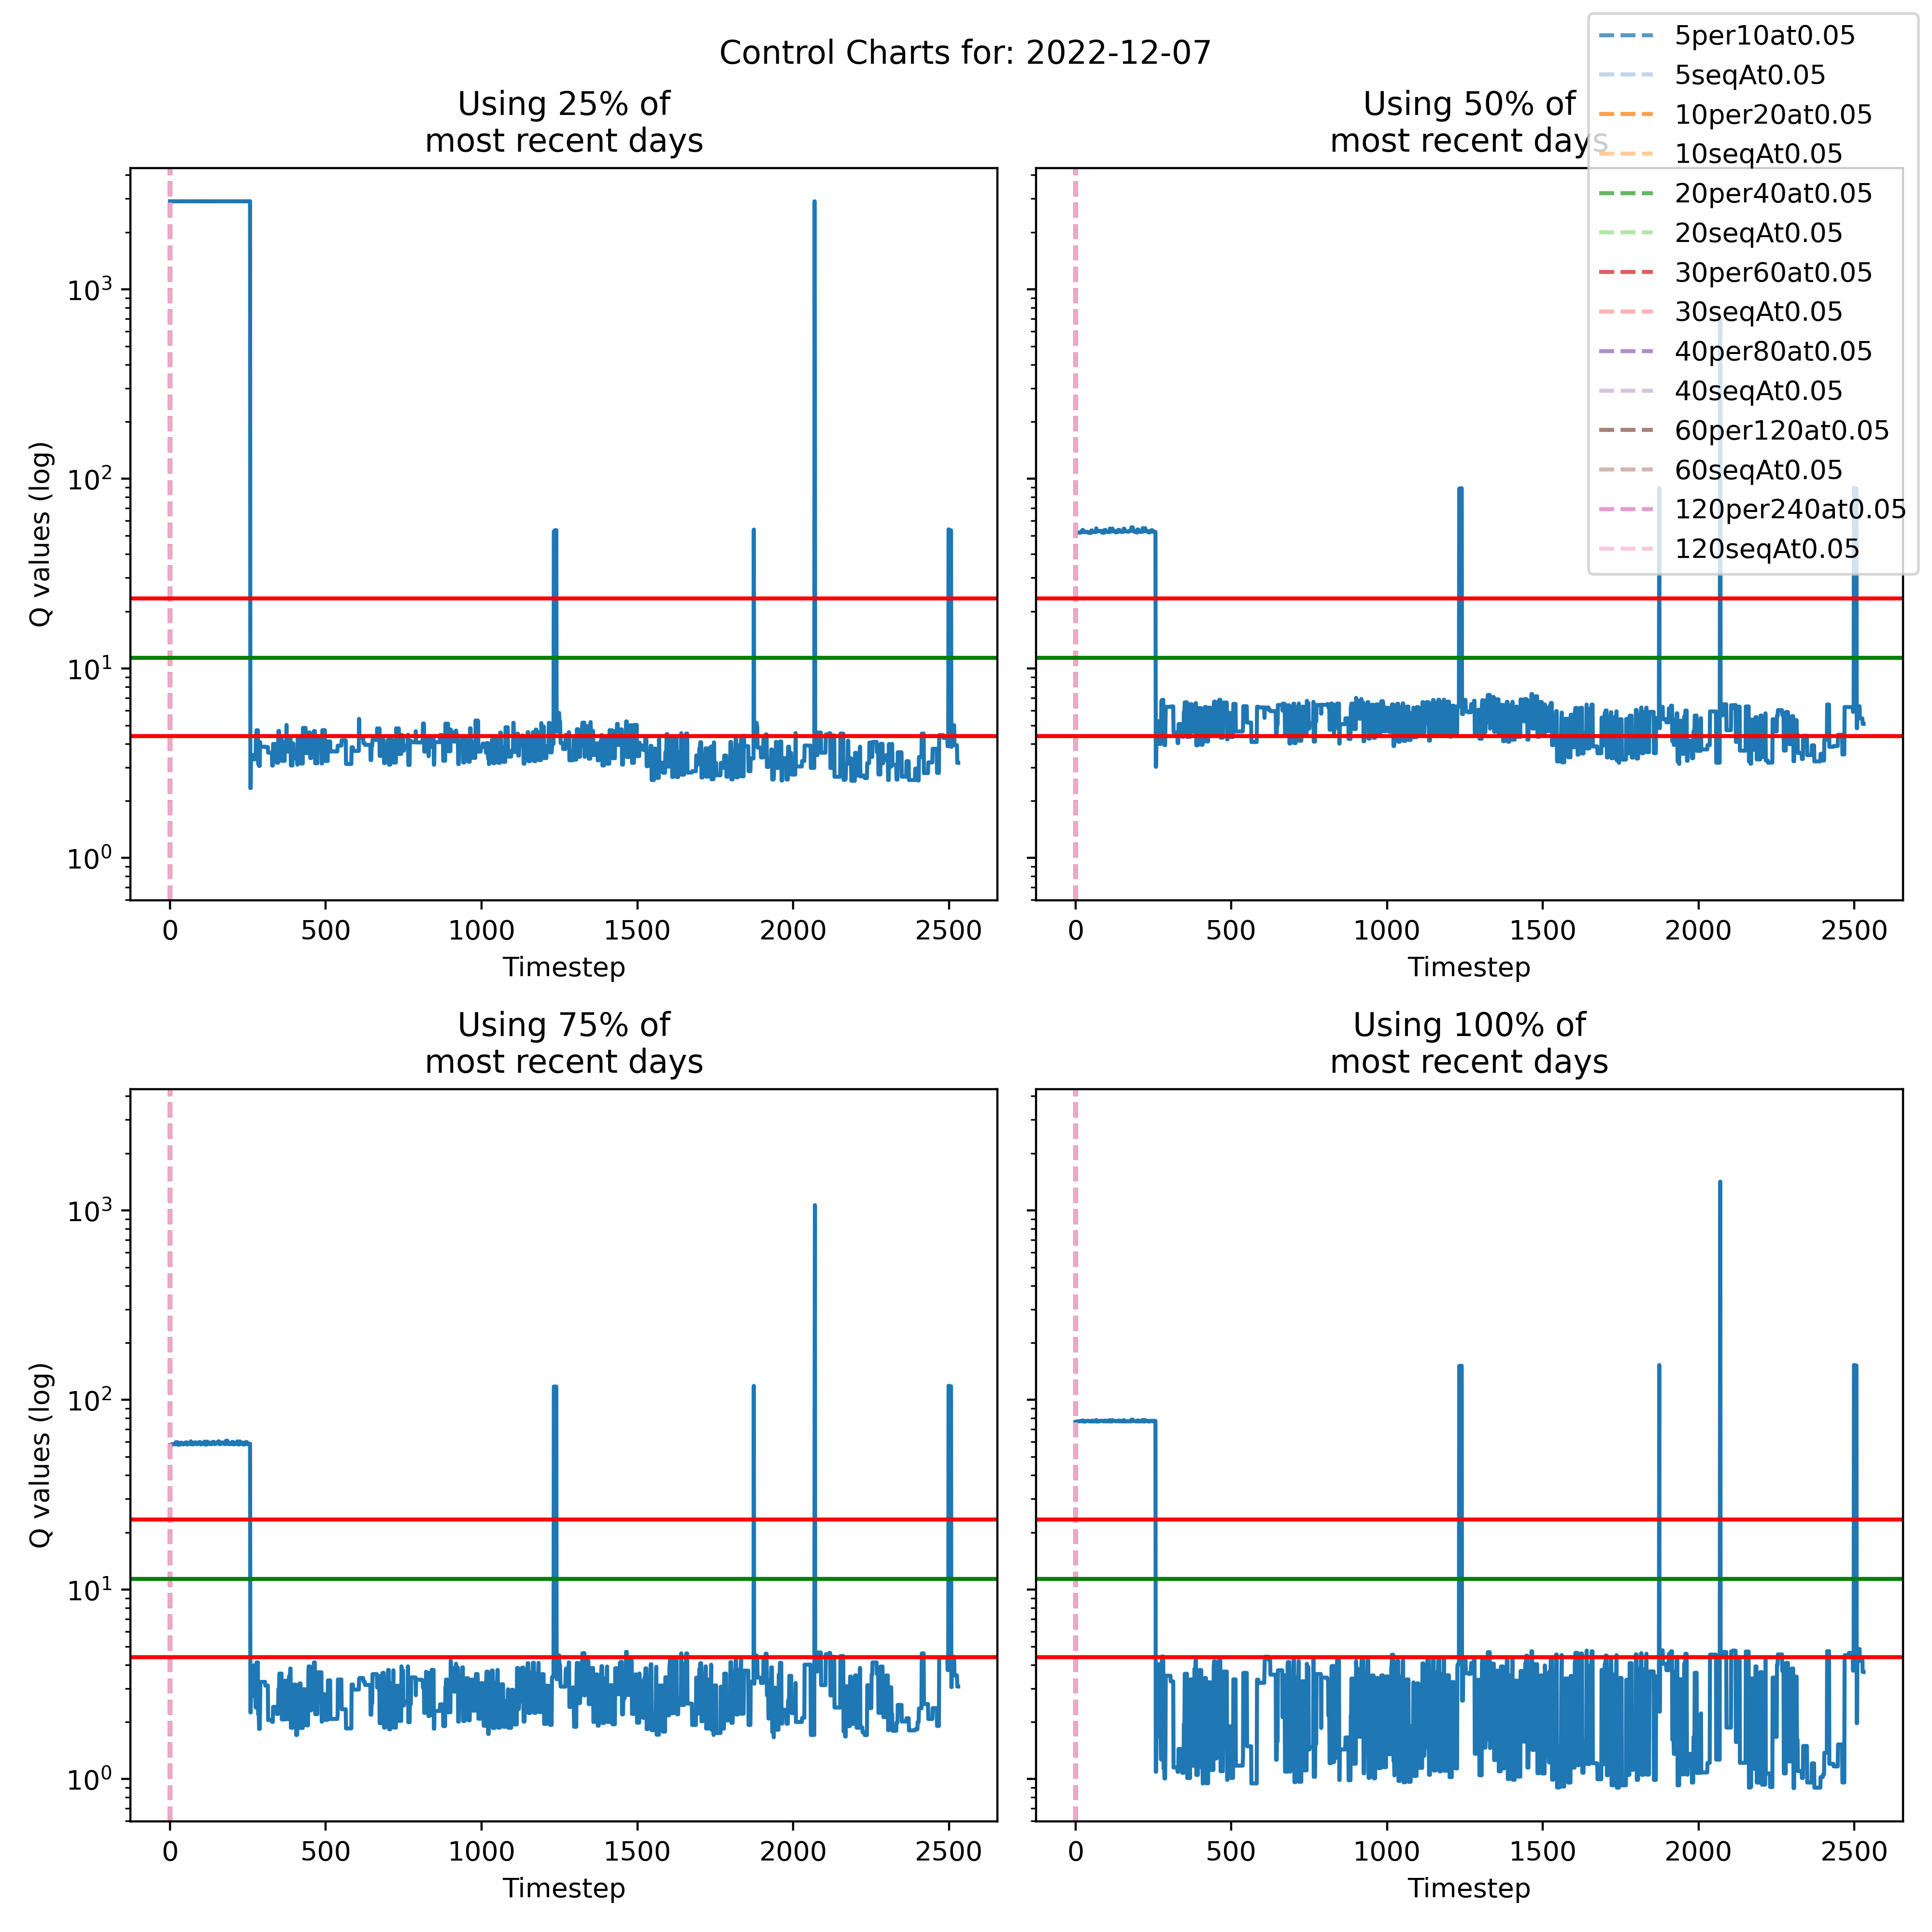 Control Charts for: 2022-12-07
5per10at0.05
5seqAt0.05
10per20at0.05
10seqAt0.05
20per40at0.05
20seqAt0.05
30per60at0.05
30seqAt0.05
40per80at0.05
40seqAt0.05
60per120at0.05
60seqAt0.05
120per240at0.05
120seqAt0.05
Using 25% of
most recent days
Q values (log)
10³
10²
10¹
10⁰
0 500 1000 1500 2000 2500
Timestep
Using 50% of
most recent days
0 500 1000 1500 2000 2500
Timestep
Using 75% of
most recent days
Q values (log)
10³
10²
10¹
10⁰
0 500 1000 1500 2000 2500
Timestep
Using 100% of
most recent days
0 500 1000 1500 2000 2500
Timestep